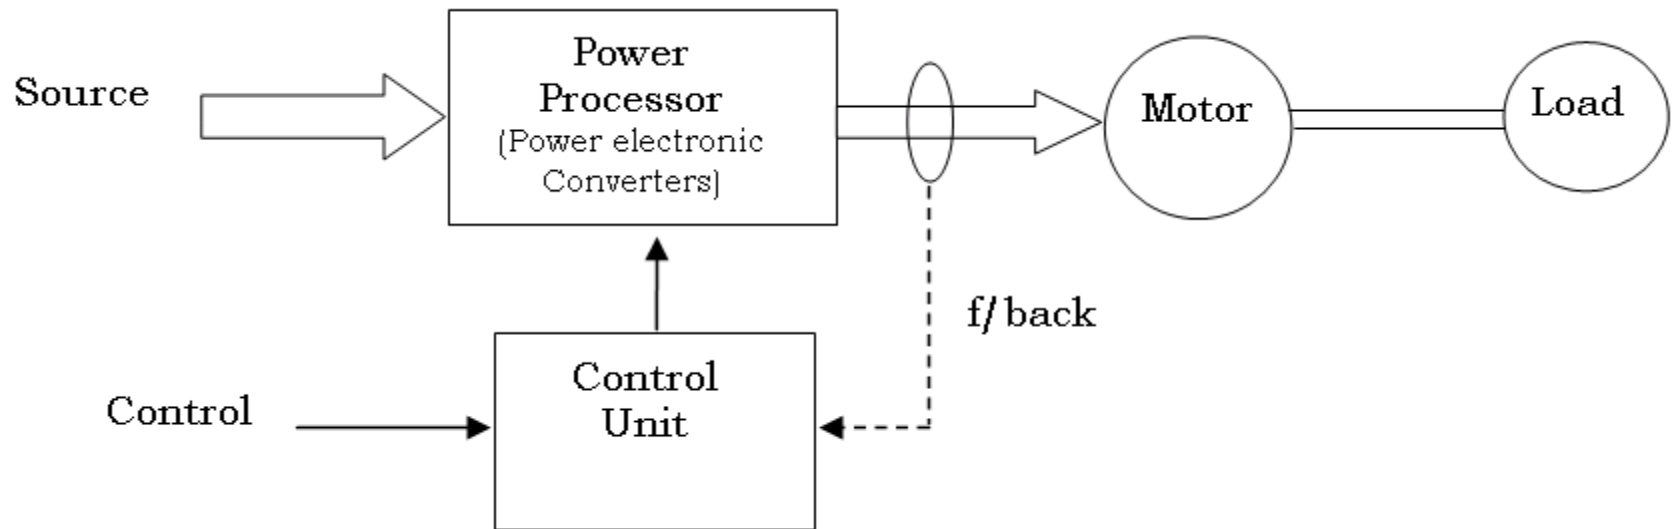 Source
Power
Processor
(Power electronic
Converters)
Motor
Load
f/back
Control
Control
Unit